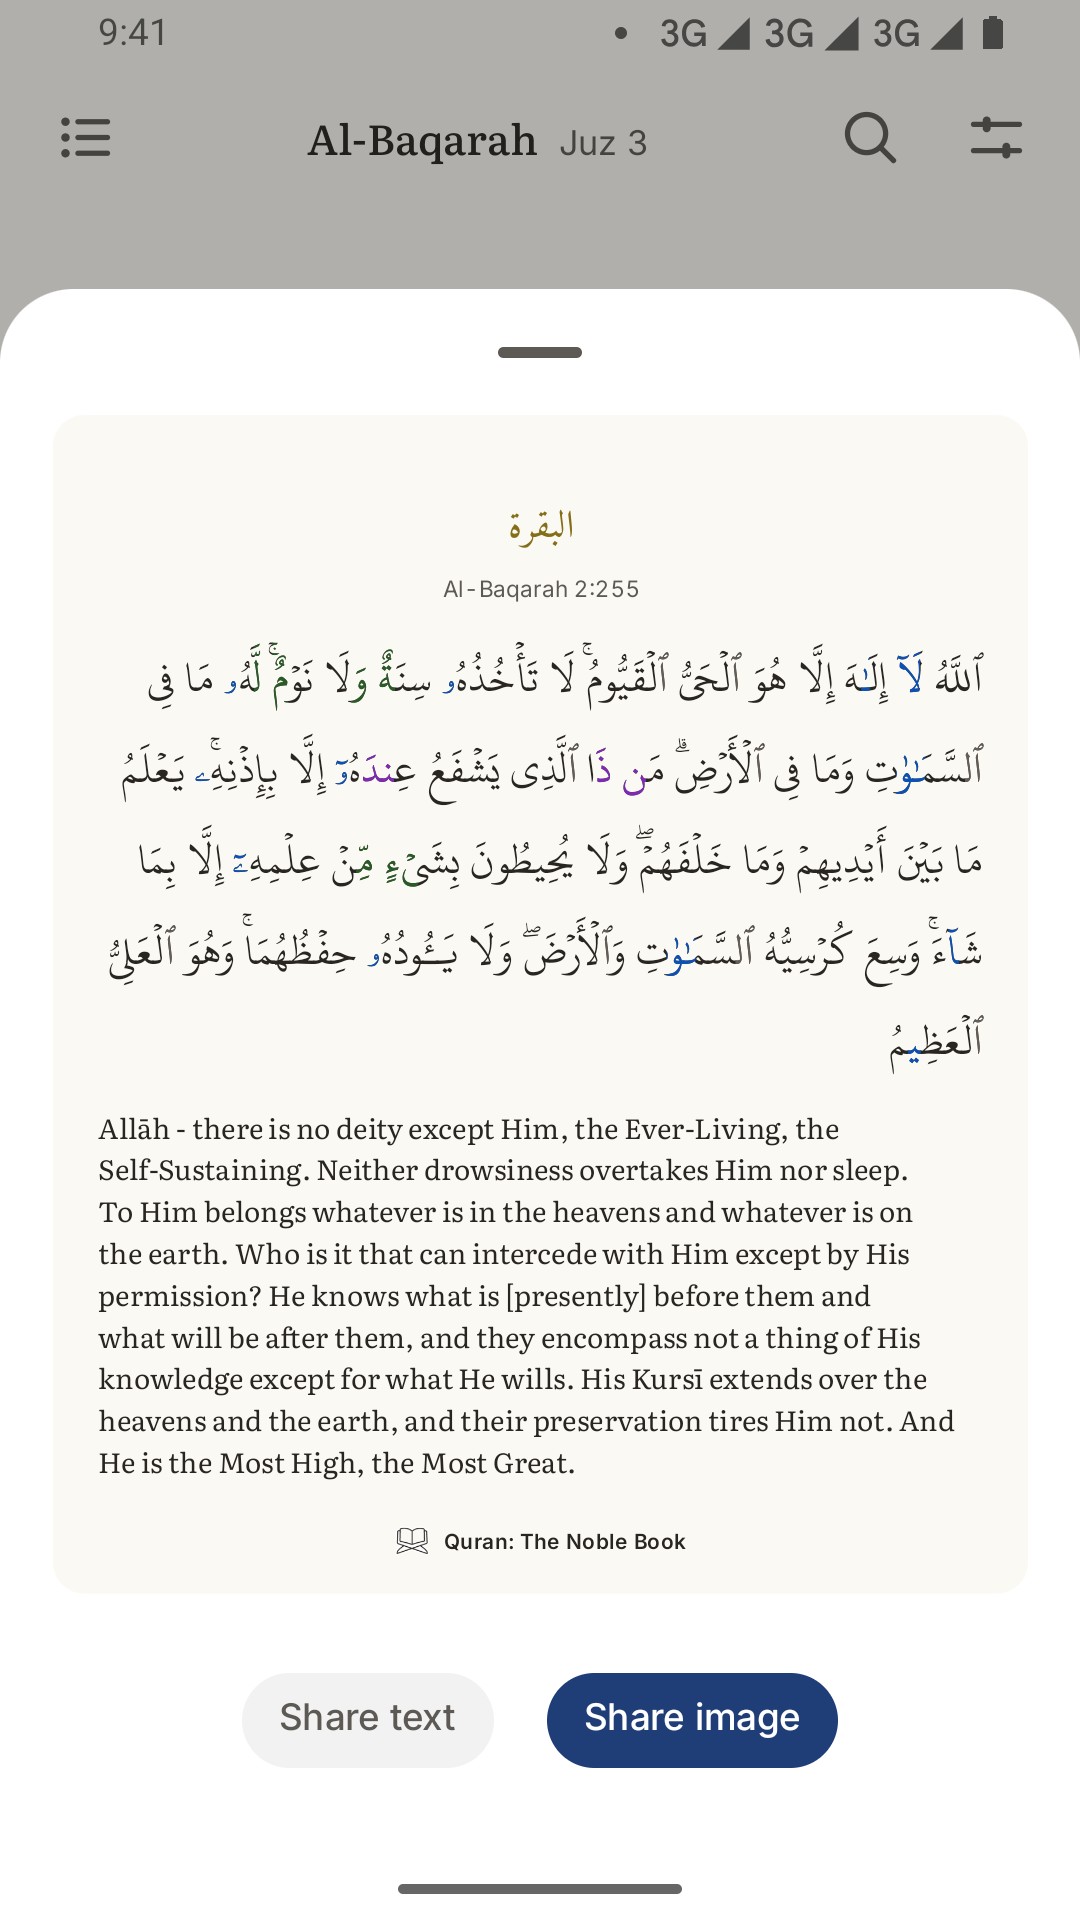 9:41
3G 3G 3G
Al-Baqarah Juz 3
البقرة
Al-Baqarah 2:255
ٱللَّهُ لَآ إِلَـٰهَ إِلَّا هُوَ ٱلْحَىُّ ٱلْقَيُّومُ ۚ لَا تَأْخُذُهُۥ سِنَةٌ وَلَا نَوْمٌ ۚ لَّهُۥ مَا فِى
ٱلسَّمَـٰوَٰتِ وَمَا فِى ٱلْأَرْضِ ۗ مَن ذَا ٱلَّذِى يَشْفَعُ عِندَهُۥٓ إِلَّا بِإِذْنِهِۦ ۚ يَعْلَمُ
مَا بَيْنَ أَيْدِيهِمْ وَمَا خَلْفَهُمْ ۖ وَلَا يُحِيطُونَ بِشَىْءٍ مِّنْ عِلْمِهِۦٓ إِلَّا بِمَا
شَآءَ ۚ وَسِعَ كُرْسِيُّهُ ٱلسَّمَـٰوَٰتِ وَٱلْأَرْضَ ۖ وَلَا يَـُٔودُهُۥ حِفْظُهُمَا ۚ وَهُوَ ٱلْعَلِىُّ
ٱلْعَظِيمُ
Allāh - there is no deity except Him, the Ever-Living, the
Self-Sustaining. Neither drowsiness overtakes Him nor sleep.
To Him belongs whatever is in the heavens and whatever is on
the earth. Who is it that can intercede with Him except by His
permission? He knows what is [presently] before them and
what will be after them, and they encompass not a thing of His
knowledge except for what He wills. His Kursī extends over the
heavens and the earth, and their preservation tires Him not. And
He is the Most High, the Most Great.
Quran: The Noble Book
Share text
Share image